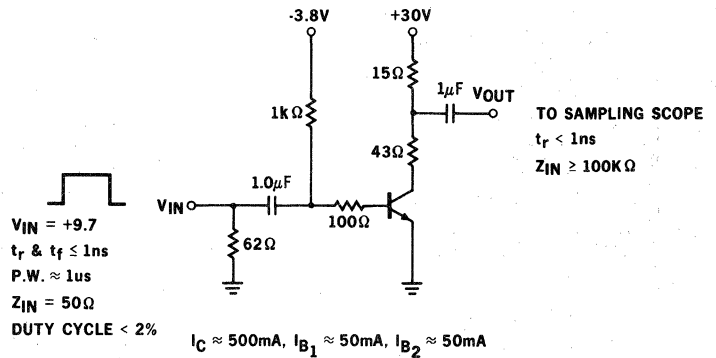 -3.8V
+30V
15Ω
1μF
VOUT
1kΩ
TO SAMPLING SCOPE
tr < 1ns
ZIN ≥ 100KΩ
43Ω
1.0μF
VIN
100Ω
62Ω
VIN = +9.7
tr & tf ≤ 1ns
P.W. ≈ 1us
ZIN = 50Ω
DUTY CYCLE < 2%
IC ≈ 500mA, IB1 ≈ 50mA, IB2 ≈ 50mA